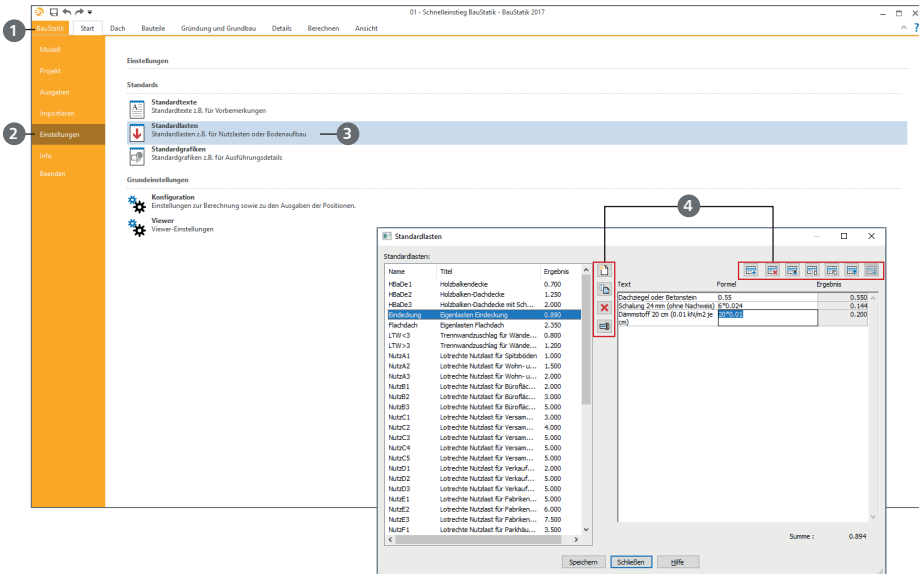 01 - Schnelleinstieg BauStatik - BauStatik 2017
1
BauStatik
Start
Dach
Bauteile
Gründung und Grundbau
Details
Berechnen
Ansicht
?
Modell
Projekt
Ausgeben
Importieren
2
Einstellungen
Info
Beenden
Einstellungen
Standards
Standardtexte
Standardtexte z.B. für Vorbemerkungen
Standardlasten
Standardlasten z.B. für Nutzlasten oder Bodenaufbau
3
Standardgrafiken
Standardgrafiken z.B. für Ausführungsdetails
Grundeinstellungen
Konfiguration
Einstellungen zur Berechnung sowie zu den Ausgaben der Positionen.
Viewer
Viewer-Einstellungen
4
Standardlasten
Standardlasten:
Name Titel Ergebnis
HBaDe1 Holzbalkendecke 0.700
HBaDe2 Holzbalken-Dachdecke 1.250
HBaDe3 Holzbalken-Dachdecke mit Sch... 2.000
Eindeckung Eigenlasten Eindeckung 0.890
Flachdach Eigenlasten Flachdach 2.350
LTW<3 Trennwandzuschlag für Wände... 0.800
LTW>3 Trennwandzuschlag für Wände... 1.200
NutzA1 Lotrechte Nutzlast für Spitzböden 1.000
NutzA2 Lotrechte Nutzlast für Wohn- u... 1.500
NutzA3 Lotrechte Nutzlast für Wohn- u... 2.000
NutzB1 Lotrechte Nutzlast für Bürofläc... 2.000
NutzB2 Lotrechte Nutzlast für Bürofläc... 3.000
NutzB3 Lotrechte Nutzlast für Bürofläc... 5.000
NutzC1 Lotrechte Nutzlast für Versam... 3.000
NutzC2 Lotrechte Nutzlast für Versam... 4.000
NutzC3 Lotrechte Nutzlast für Versam... 5.000
NutzC4 Lotrechte Nutzlast für Versam... 5.000
NutzC5 Lotrechte Nutzlast für Versam... 5.000
NutzD1 Lotrechte Nutzlast für Verkauf... 2.000
NutzD2 Lotrechte Nutzlast für Verkauf... 5.000
NutzD3 Lotrechte Nutzlast für Verkauf... 5.000
NutzE1 Lotrechte Nutzlast für Fabriken... 5.000
NutzE2 Lotrechte Nutzlast für Fabriken... 6.000
NutzE3 Lotrechte Nutzlast für Fabriken... 7.500
NutzF1 Lotrechte Nutzlast für Parkhäu... 3.500
Text Formel Ergebnis
Dachziegel oder Betonstein 0.55 0.550
Schalung 24 mm (ohne Nachweis) 6*0.024 0.144
Dämmstoff 20 cm (0.01 kN/m2 je 20*0.01 0.200
cm)
Summe : 0.894
Speichern
Schließen
Hilfe